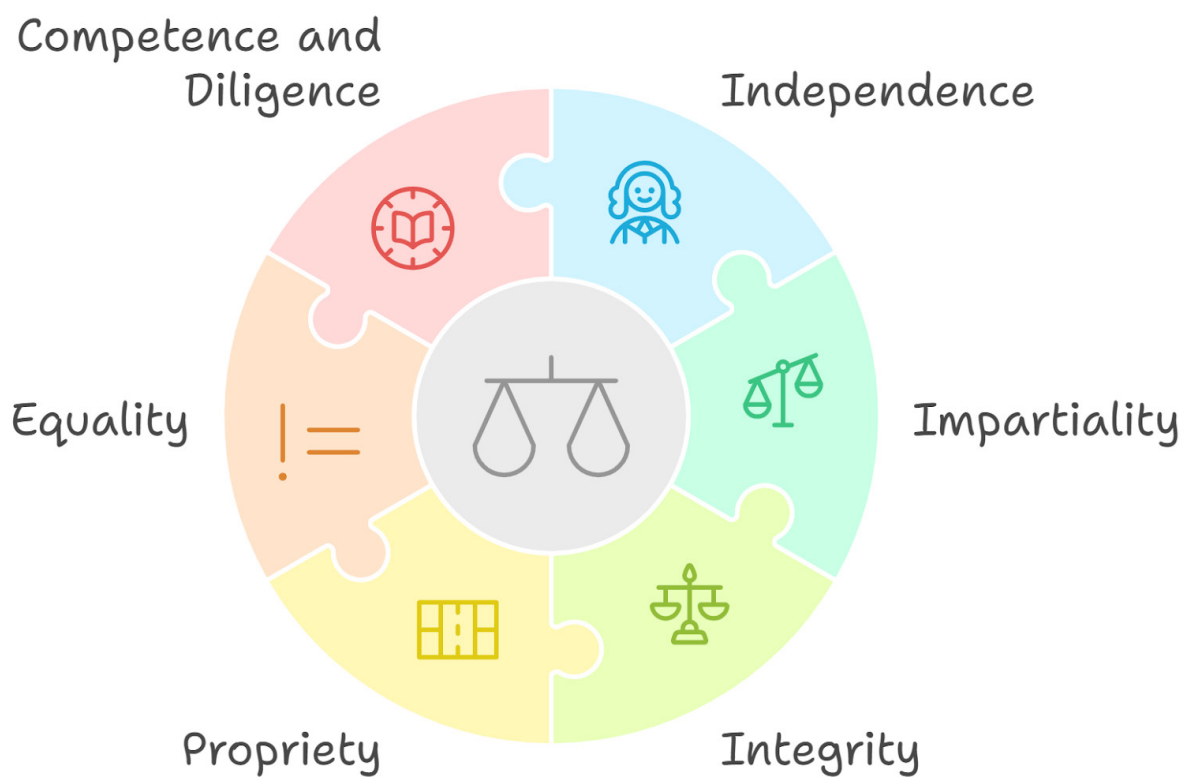 Competence and
Diligence
Independence
Equality
Impartiality
Propriety
Integrity